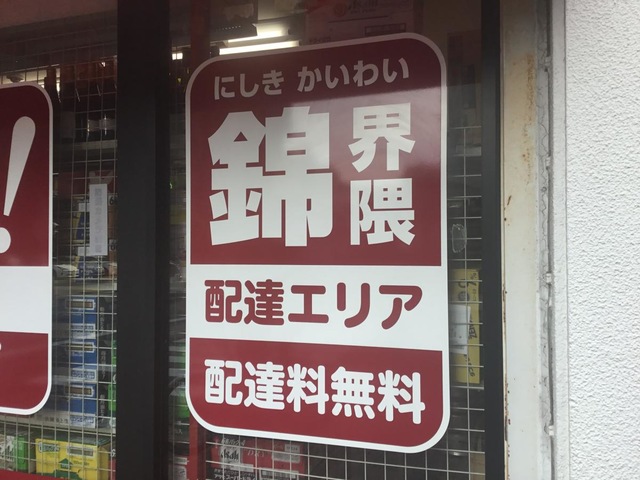 にしき かいわい
錦界隈
配達エリア
配達料無料
!
Asahi